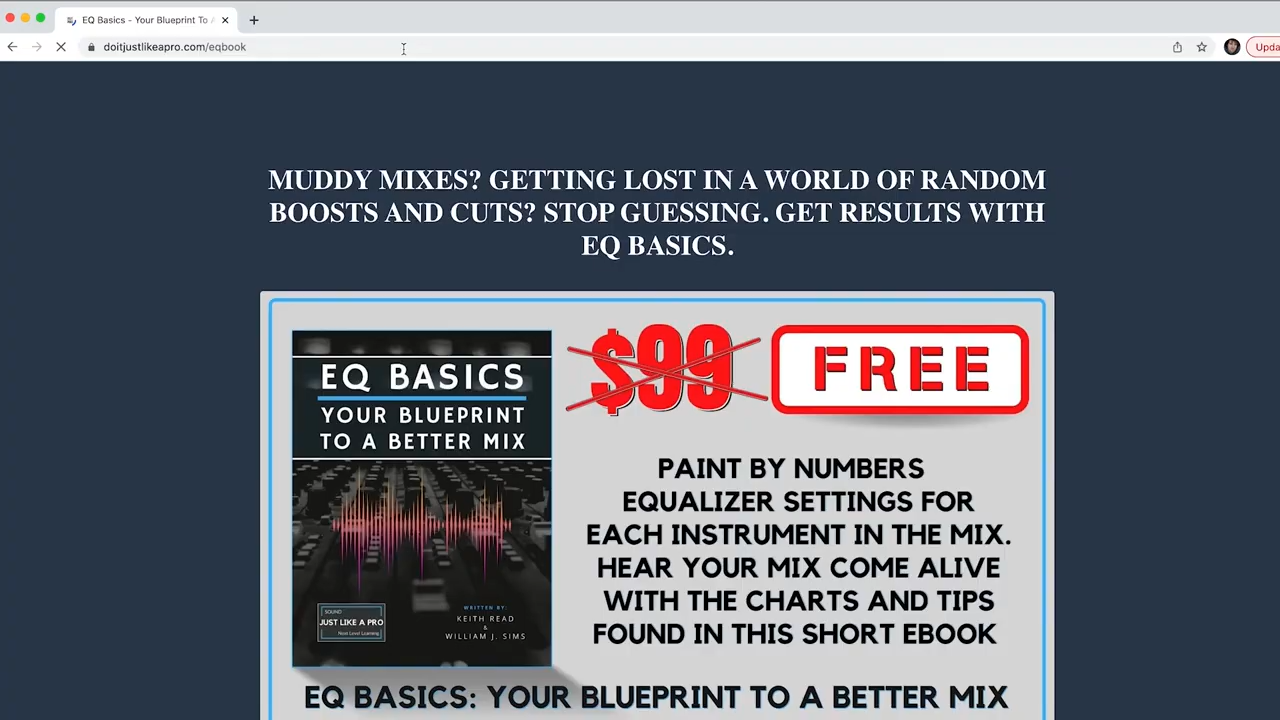 EQ Basics - Your Blueprint To A
doitjustlikeapro.com/eqbook
Upda
MUDDY MIXES? GETTING LOST IN A WORLD OF RANDOM
BOOSTS AND CUTS? STOP GUESSING. GET RESULTS WITH
EQ BASICS.
EQ BASICS
YOUR BLUEPRINT
TO A BETTER MIX
SOUND
JUST LIKE A PRO
Next Level Learning
WRITTEN BY:
KEITH READ
&
WILLIAM J. SIMS
$99
FREE
PAINT BY NUMBERS
EQUALIZER SETTINGS FOR
EACH INSTRUMENT IN THE MIX.
HEAR YOUR MIX COME ALIVE
WITH THE CHARTS AND TIPS
FOUND IN THIS SHORT EBOOK
EQ BASICS: YOUR BLUEPRINT TO A BETTER MIX